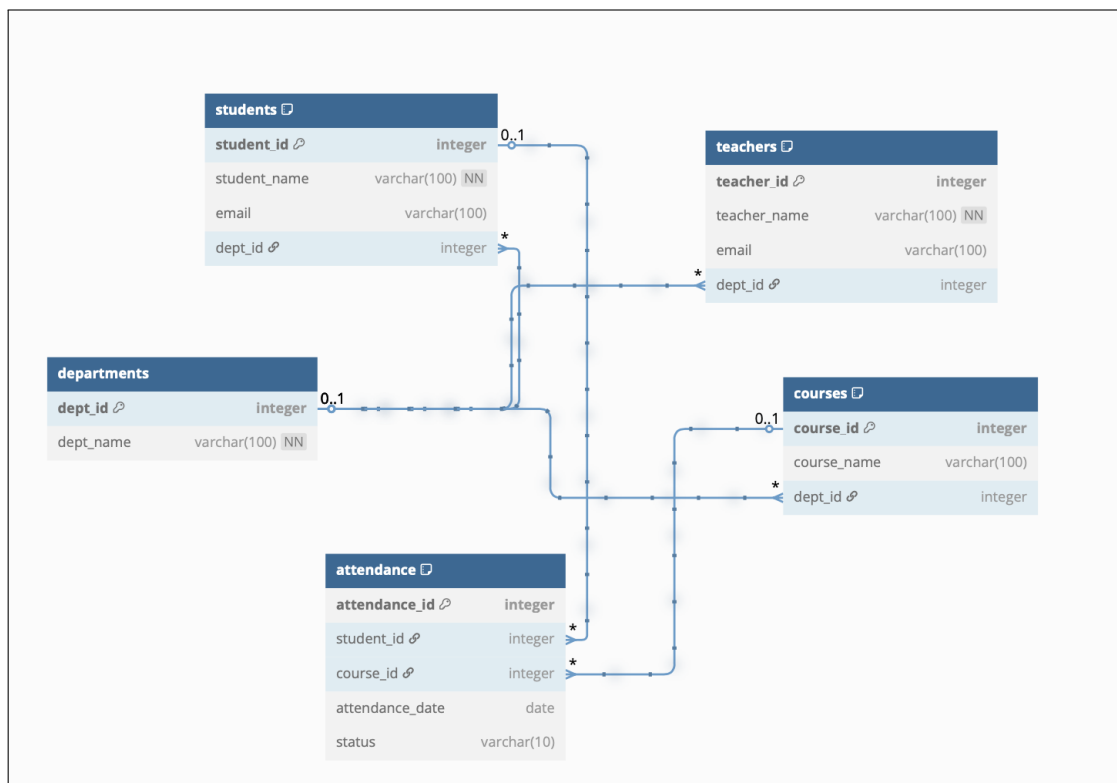 students
student_id integer
student_name varchar(100) NN
email varchar(100)
dept_id integer
0..1
*
teachers
teacher_id integer
teacher_name varchar(100) NN
email varchar(100)
dept_id integer
*
departments
dept_id integer
dept_name varchar(100) NN
0..1
courses
course_id integer
course_name varchar(100)
dept_id integer
0..1
*
attendance
attendance_id integer
student_id integer
course_id integer
attendance_date date
status varchar(10)
*
*